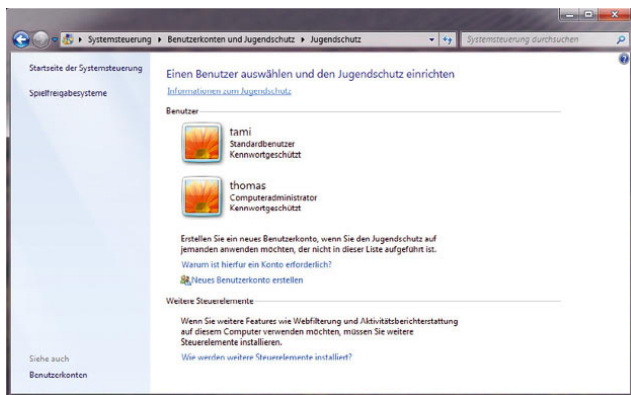 Systemsteuerung ▸ Benutzerkonten und Jugendschutz ▸ Jugendschutz
Systemsteuerung durchsuchen
Startseite der Systemsteuerung
Spielfreigabesysteme
Einen Benutzer auswählen und den Jugendschutz einrichten
Informationen zum Jugendschutz
Benutzer
tami
Standardbenutzer
Kennwortgeschützt
thomas
Computeradministrator
Kennwortgeschützt
Erstellen Sie ein neues Benutzerkonto, wenn Sie den Jugendschutz auf
jemanden anwenden möchten, der nicht in dieser Liste aufgeführt ist.
Warum ist hierfür ein Konto erforderlich?
Neues Benutzerkonto erstellen
Weitere Steuerelemente
Wenn Sie weitere Features wie Webfilterung und Aktivitätsberichterstattung
auf diesem Computer verwenden möchten, müssen Sie weitere
Steuerelemente installieren.
Wie werden weitere Steuerelemente installiert?
Siehe auch
Benutzerkonten